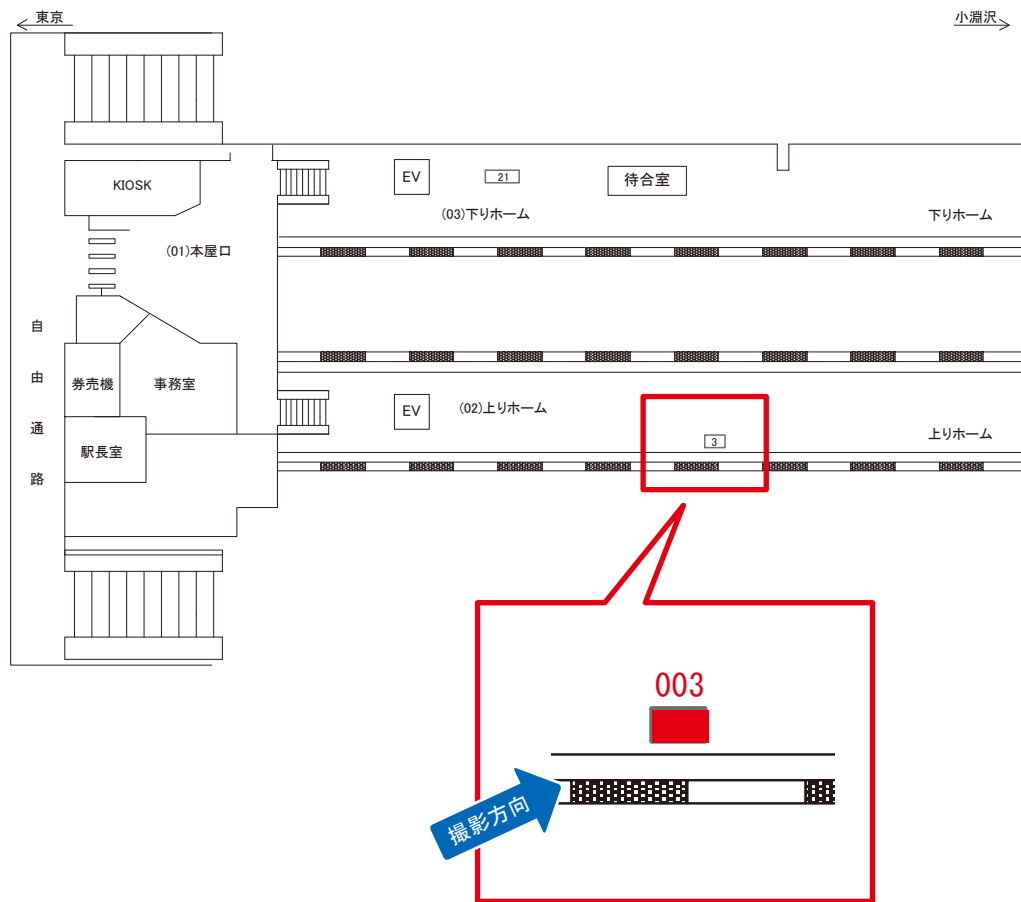 東京
小淵沢
KIOSK
EV
21
待合室
(03)下りホーム
下りホーム
(01)本屋口
自由通路
券売機
事務室
EV
(02)上りホーム
3
上りホーム
駅長室
003
撮影方向